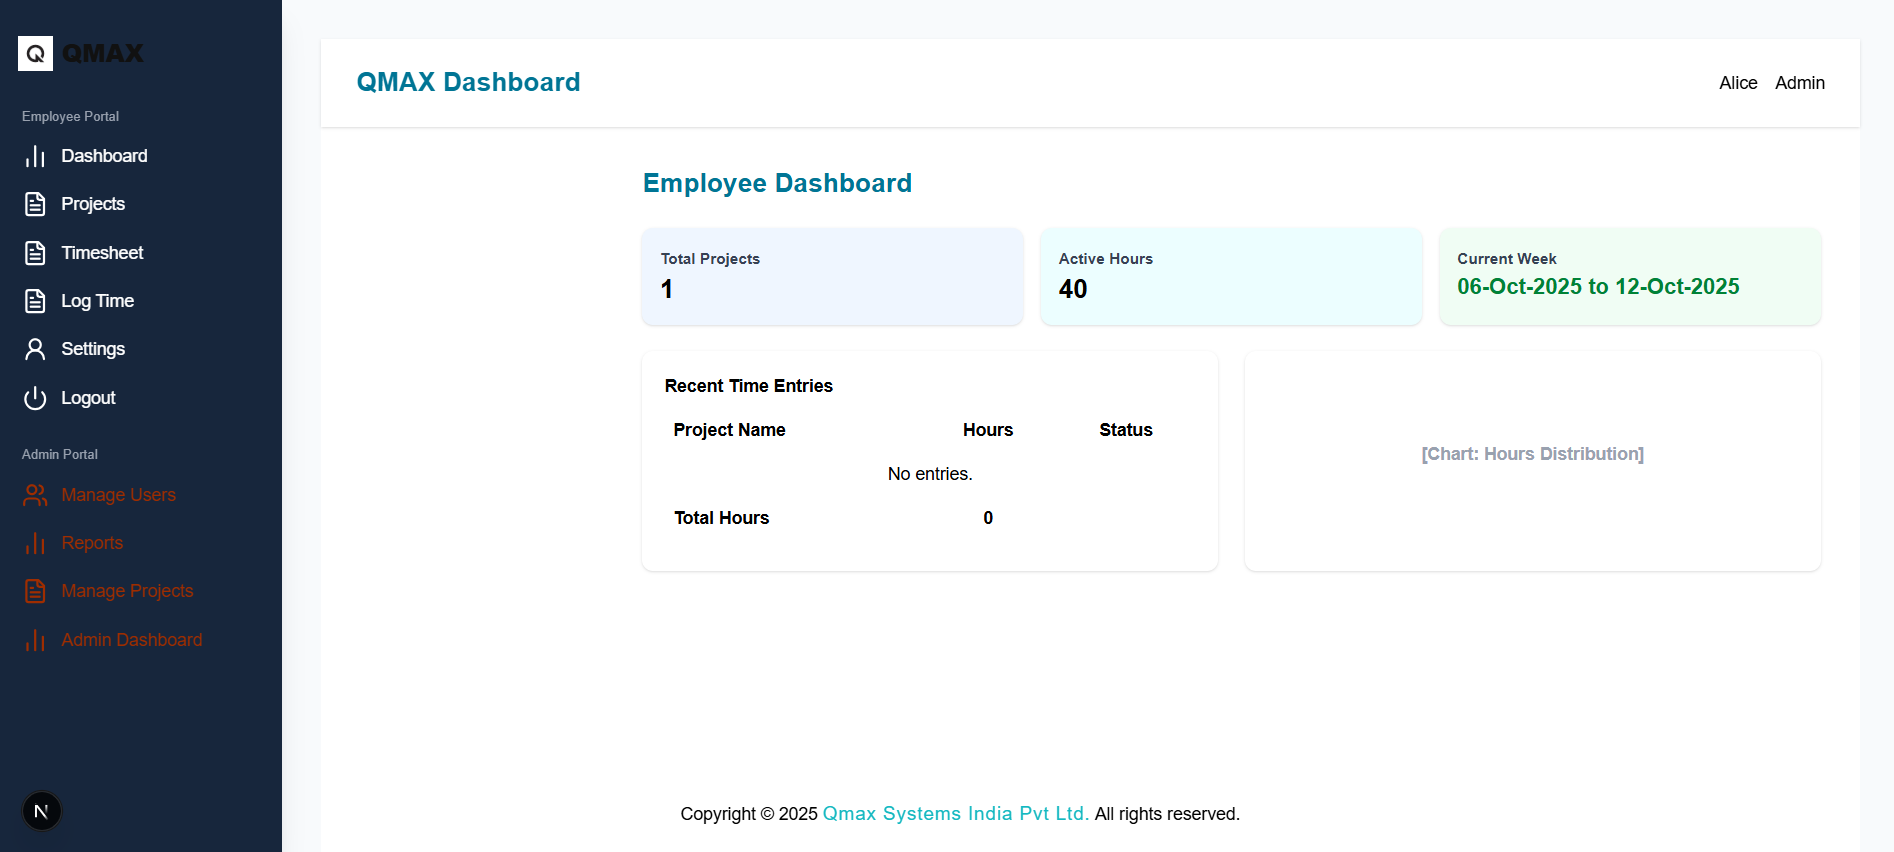 Q QMAX
Employee Portal
Dashboard
Projects
Timesheet
Log Time
Settings
Logout
Admin Portal
Manage Users
Reports
Manage Projects
Admin Dashboard
N
QMAX Dashboard
Alice Admin
Employee Dashboard
Total Projects
1
Active Hours
40
Current Week
06-Oct-2025 to 12-Oct-2025
Recent Time Entries
Project Name Hours Status
No entries.
Total Hours 0
[Chart: Hours Distribution]
Copyright © 2025 Qmax Systems India Pvt Ltd. All rights reserved.